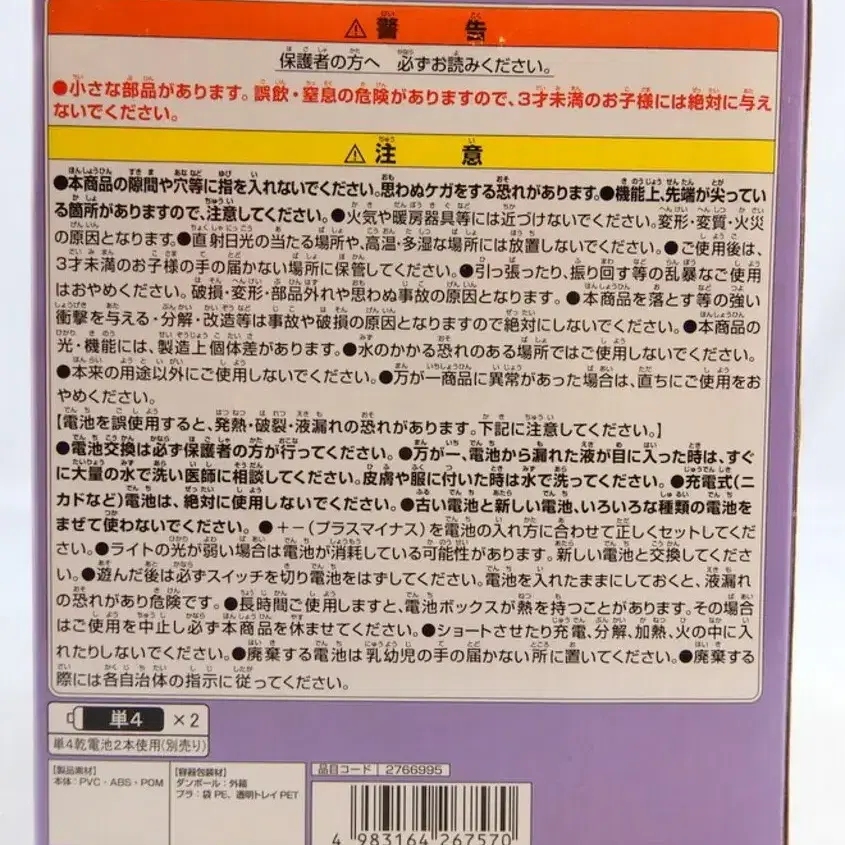 ⚠警告
保護者の方へ 必ずお読みください。
●小さな部品があります。誤飲・窒息の危険がありますので、3才未満のお子様には絶対に与え
ないでください。
⚠注意
●本商品の隙間や穴等に指を入れないでください。思わぬケガをする恐れがあります。●機能上、先端が尖ってい
る箇所がありますので、注意してください。●火気や暖房器具等には近づけないでください。変形・変質・火災
の原因となります。●直射日光の当たる場所や、高温・多湿な場所には放置しないでください。●ご使用後は、
3才未満のお子様の手の届かない場所に保管してください。●引っ張ったり、振り回す等の乱暴なご使用
はおやめください。破損・変形・部品外れや思わぬ事故の原因となります。●本商品を落とす等の強い
衝撃を与える・分解・改造等は事故や破損の原因となりますので絶対にしないでください。●本商品の
光・機能には、製造上個体差があります。●水のかかる恐れのある場所ではご使用しないでください。
●本来の用途以外にご使用しないでください。●万が一商品に異常があった場合は、直ちにご使用をお
やめください。
【電池を誤使用すると、発熱・破裂・液漏れの恐れがあります。下記に注意してください。】
●電池交換は必ず保護者の方が行ってください。●万が一、電池から漏れた液が目に入った時は、すぐ
に大量の水で洗い医師に相談してください。皮膚や服に付いた時は水で洗ってください。●充電式(ニ
カドなど)電池は、絶対に使用しないでください。●古い電池と新しい電池、いろいろな種類の電池を
まぜて使わないでください。●+-(プラスマイナス)を電池の入れ方に合わせて正しくセットしてくだ
さい。●ライトの光が弱い場合は電池が消耗している可能性があります。新しい電池と交換してくださ
い。●遊んだ後は必ずスイッチを切り電池をはずしてください。電池を入れたままにしておくと、液漏れ
の恐れがあり危険です。●長時間ご使用しますと、電池ボックスが熱を持つことがあります。その場合
はご使用を中止し必ず本商品を休ませてください。●ショートさせたり充電、分解、加熱、火の中に入
れたりしないでください。●廃棄する電池は乳幼児の手の届かない所に置いてください。●廃棄する
際には各自治体の指示に従ってください。
単4 ×2
単4乾電池2本使用(別売り)
【製品素材】
本体:PVC・ABS・POM
【容器包装材】
ダンボール:外箱
プラ:袋 PE、透明トレイ PET
品目コード 2766995
4 983164 267570